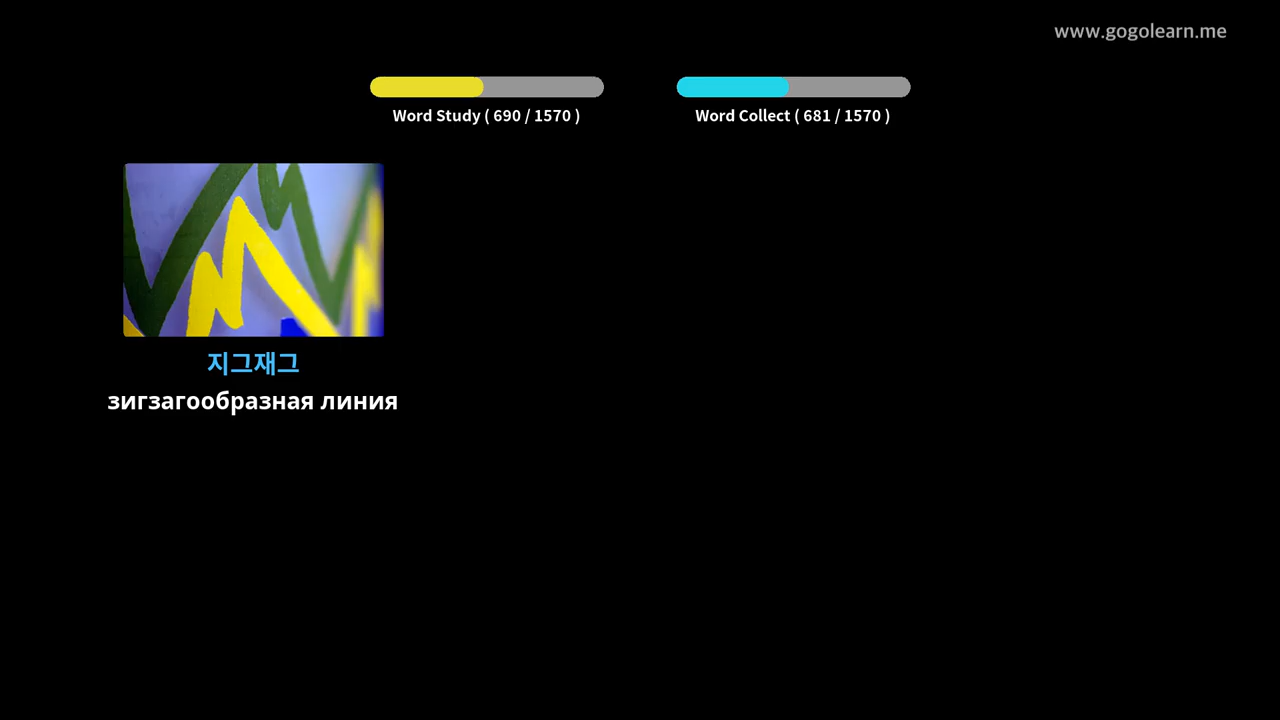 www.gogolearn.me
Word Study ( 690 / 1570 )
Word Collect ( 681 / 1570 )
지그재그
зигзагообразная линия